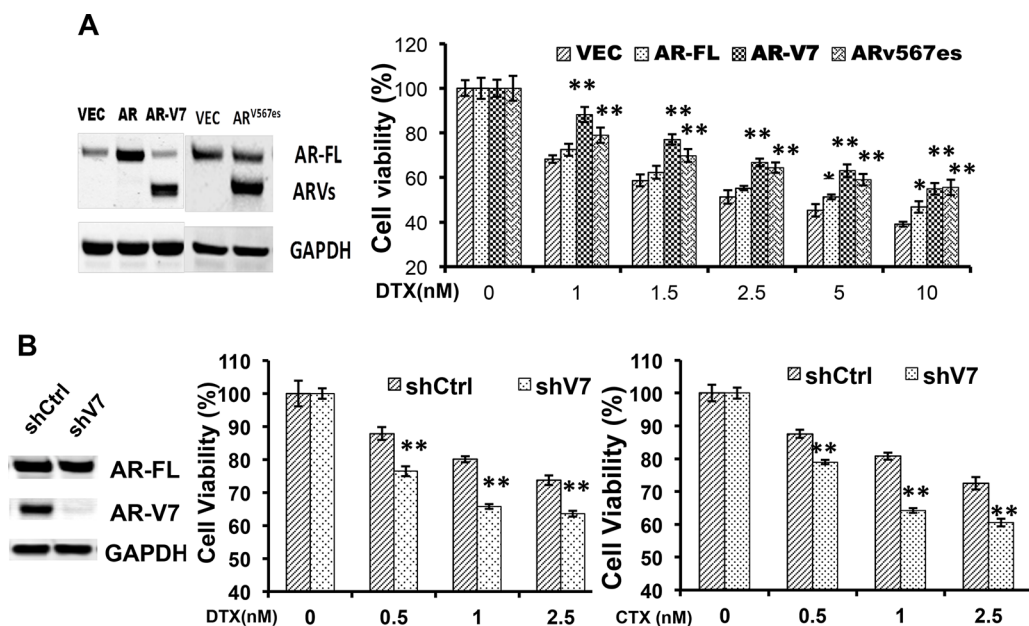 A
VEC AR AR-V7 VEC ARV567es
AR-FL
ARVs
GAPDH
Cell viability (%)
120
100
80
60
40
20
VEC AR-FL AR-V7 ARv567es
** ** ** ** ** ** * ** ** * ** **
DTX(nM) 0 1 1.5 2.5 5 10
B
shCtrl shV7
AR-FL
AR-V7
GAPDH
Cell Viability (%)
110
100
90
80
70
60
50
40
shCtrl shV7
** ** **
DTX(nM) 0 0.5 1 2.5
Cell Viability (%)
110
100
90
80
70
60
50
40
shCtrl shV7
** ** **
CTX (nM) 0 0.5 1 2.5